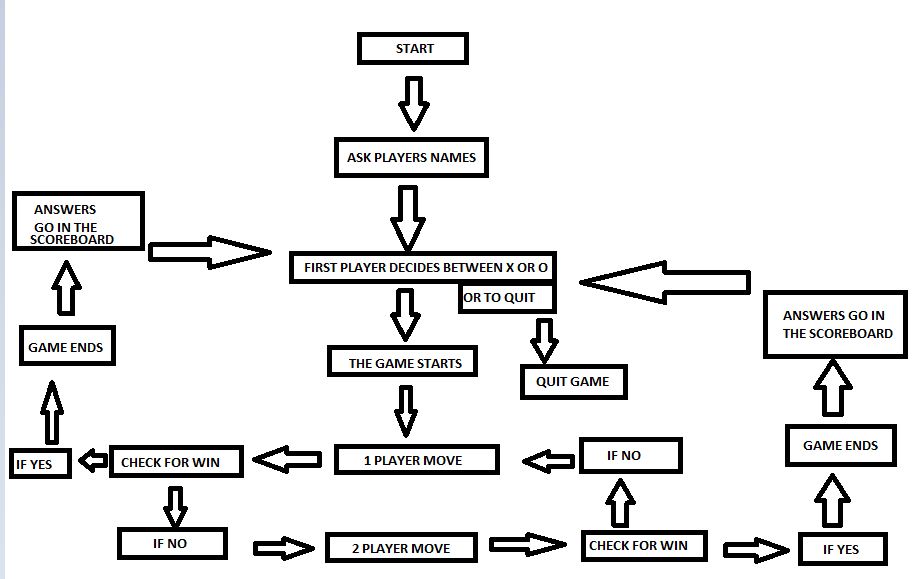 START
ASK PLAYERS NAMES
ANSWERS
GO IN THE
SCOREBOARD
FIRST PLAYER DECIDES BETWEEN X OR O
OR TO QUIT
ANSWERS GO IN
THE SCOREBOARD
GAME ENDS
THE GAME STARTS
QUIT GAME
GAME ENDS
IF YES
CHECK FOR WIN
1 PLAYER MOVE
IF NO
IF NO
2 PLAYER MOVE
CHECK FOR WIN
IF YES